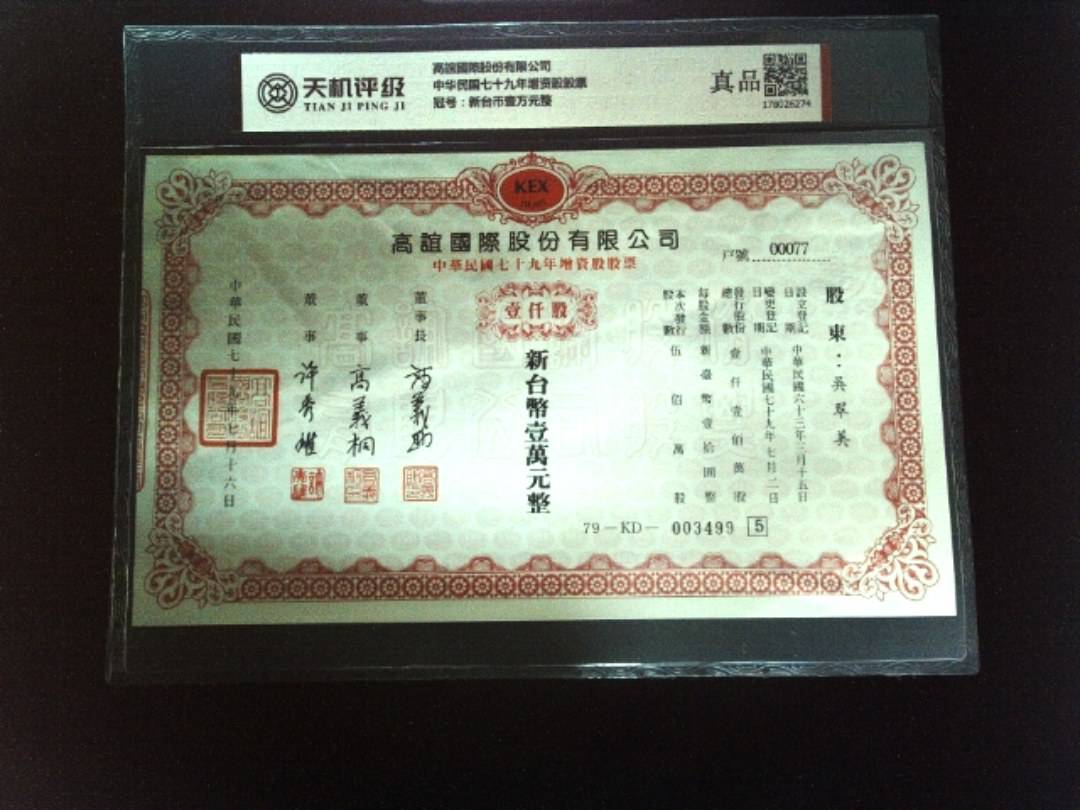 天机评级
TIAN JI PING JI
高誼國際股份有限公司
中华民国七十九年增资股股票
冠号：新台币壹万元整
真品
178026274
KEX
高誼國際股份有限公司
中華民國七十九年增資股股票
戶號 00077
壹仟股
新台幣壹萬元整
股東：吳翠英
設立登記日期 中華民國六十三年三月十五日
變更登記日期 中華民國七十九年七月二日
發行股份總數 壹仟壹佰萬股
每股金額 新臺幣壹拾圓整
本次發行股數 伍佰萬股
董事長
董事 高義桐
董事 許秀
中華民國七十九年七月十六日
79-KD-003499 5